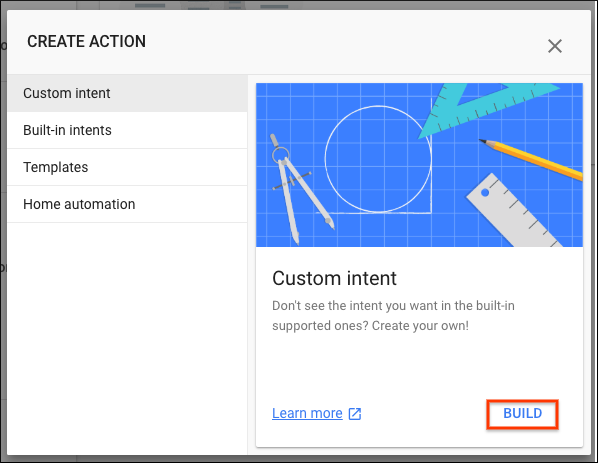 CREATE ACTION
Custom intent
Built-in intents
Templates
Home automation
Custom intent
Don't see the intent you want in the built-in
supported ones? Create your own!
Learn more
BUILD